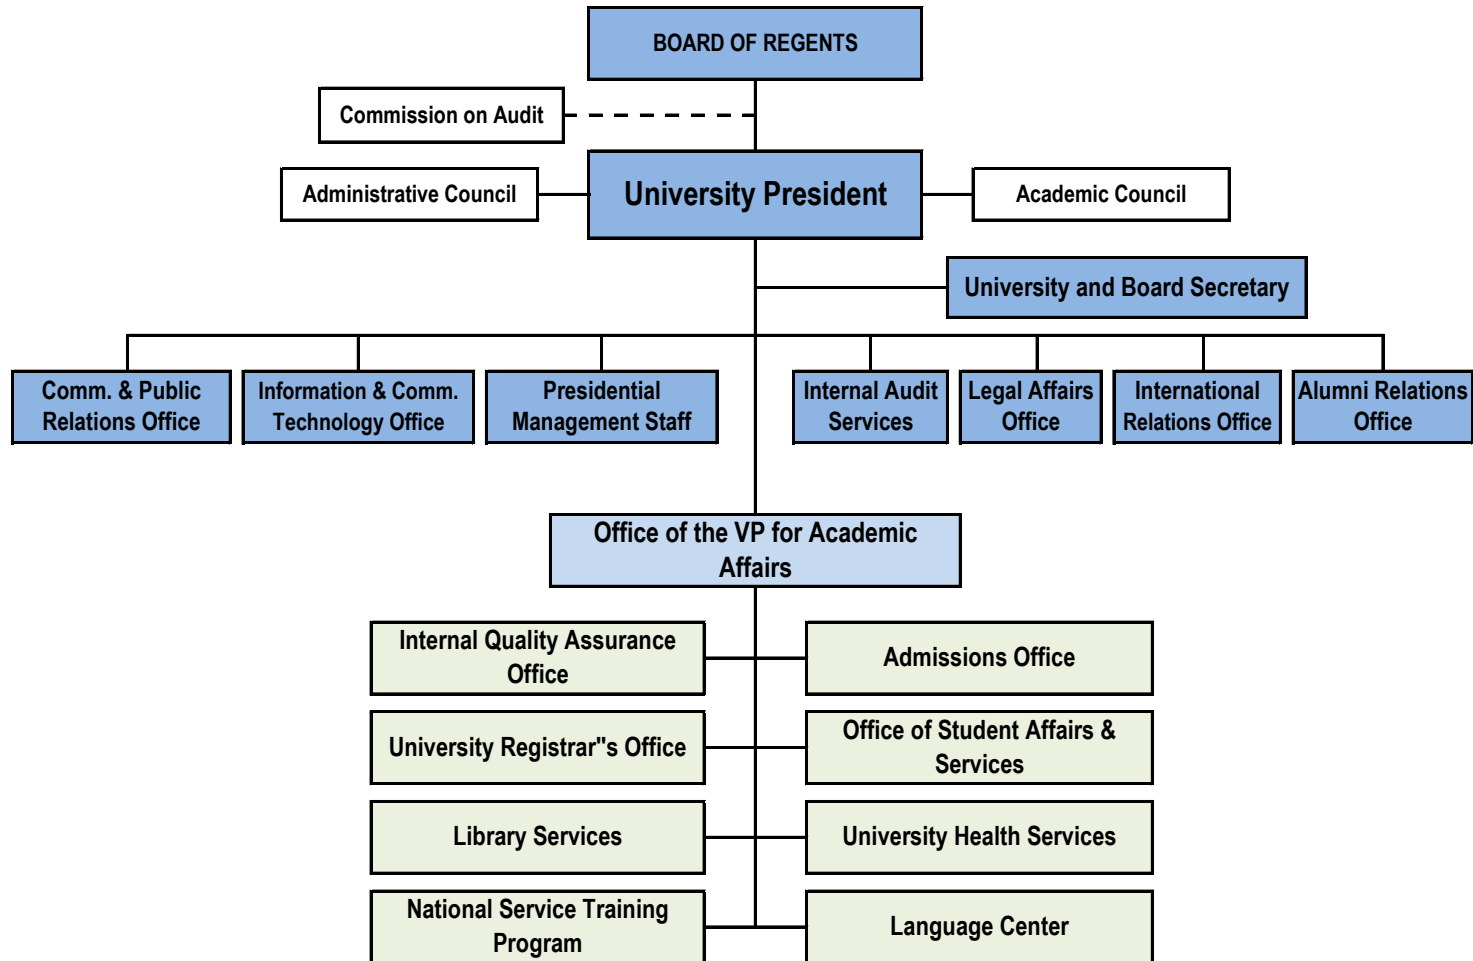 BOARD OF REGENTS
Commission on Audit
Administrative Council
University President
Academic Council
University and Board Secretary
Comm. & Public
Relations Office
Information & Comm.
Technology Office
Presidential
Management Staff
Internal Audit
Services
Legal Affairs
Office
International
Relations Office
Alumni Relations
Office
Office of the VP for Academic
Affairs
Internal Quality Assurance
Office
Admissions Office
University Registrar"s Office
Office of Student Affairs &
Services
Library Services
University Health Services
National Service Training
Program
Language Center